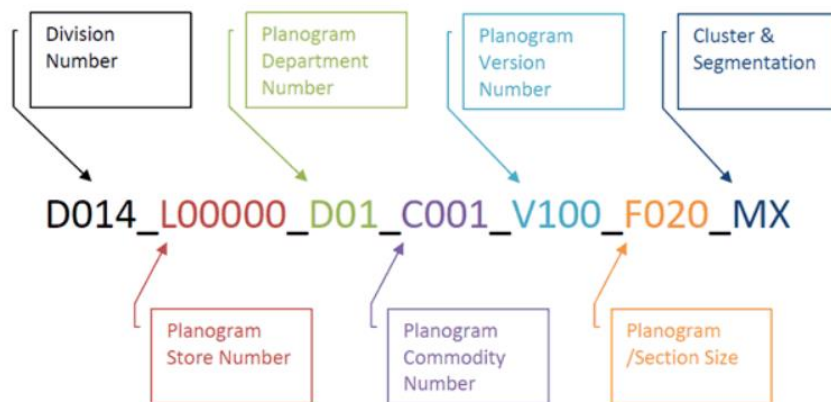 Division
Number
Planogram
Department
Number
Planogram
Version
Number
Cluster &
Segmentation
D014_L00000_D01_C001_V100_F020_MX
Planogram
Store Number
Planogram
Commodity
Number
Planogram
/Section Size